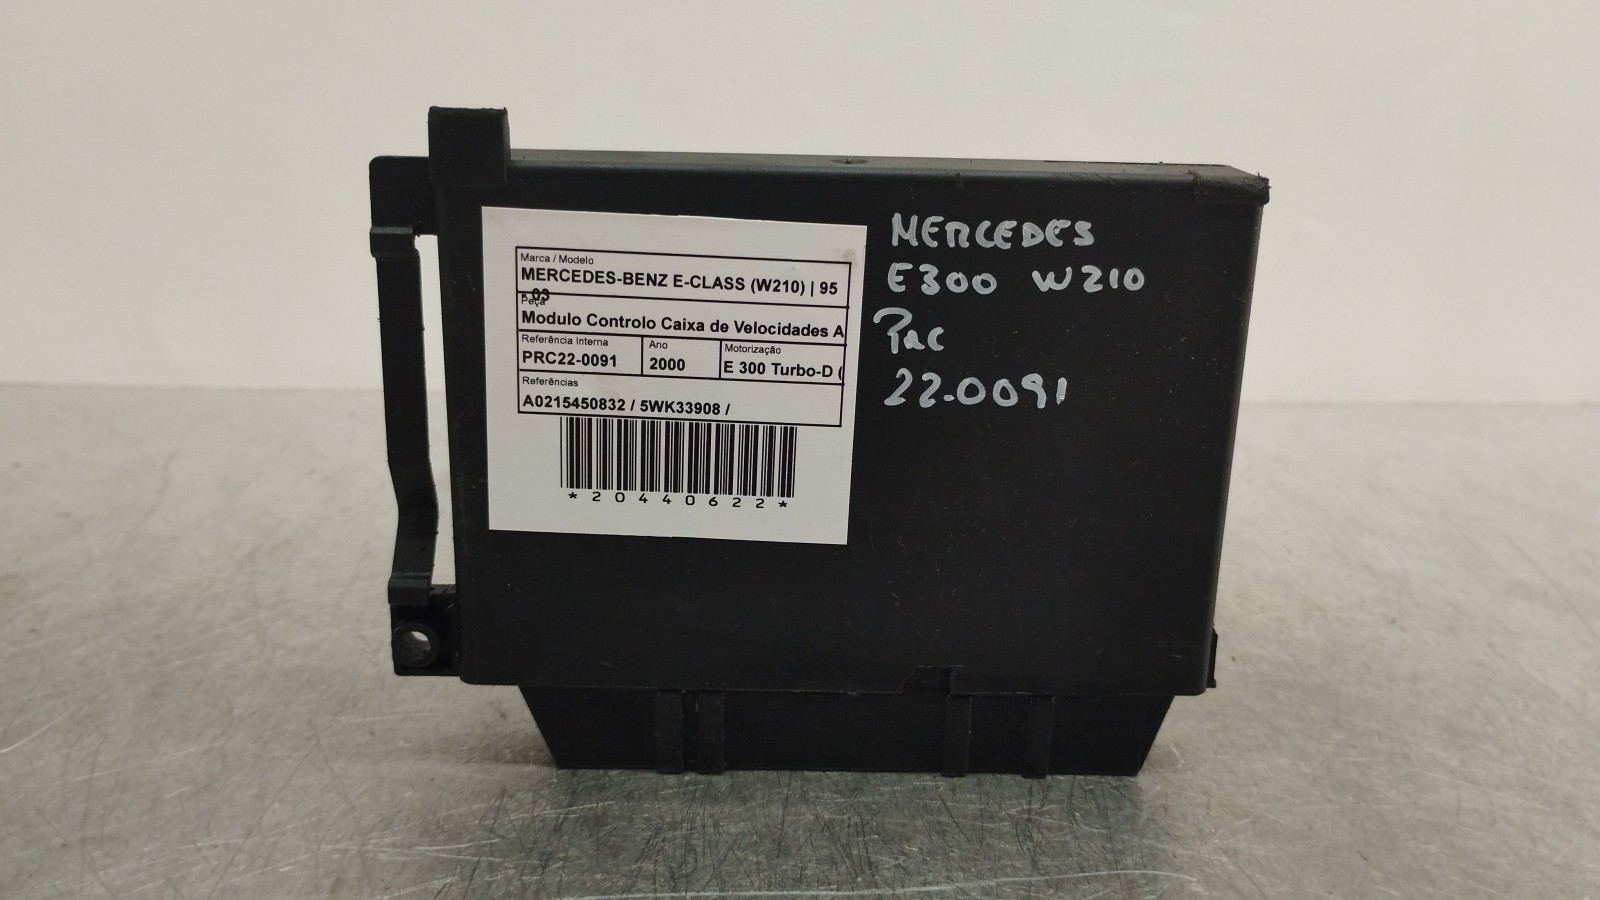 Marca / Modelo
MERCEDES-BENZ E-CLASS (W210) | 95
- 03
Peça
Modulo Controlo Caixa de Velocidades A
Referência Interna
Ano
Motorização
PRC22-0091
2000
E 300 Turbo-D (
Referências
A0215450832 / 5WK33908 /
*20440622*
MERCEDES
E300 W210
PRC
22.0091